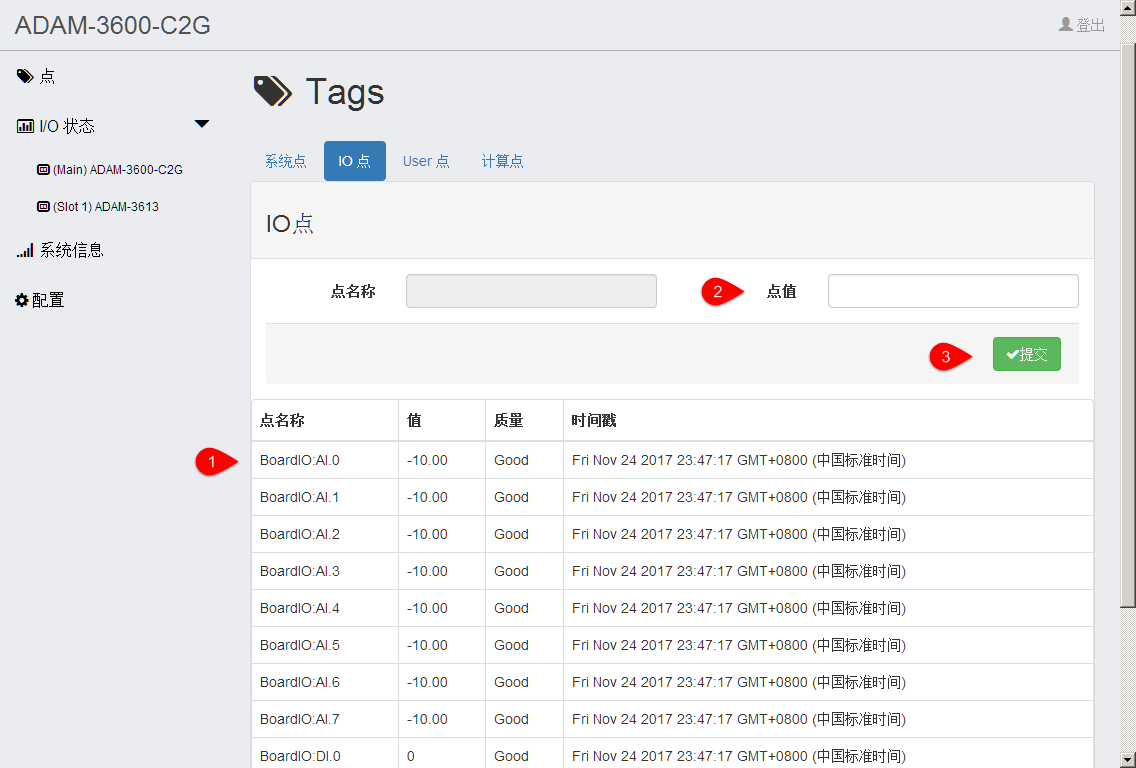 ADAM-3600-C2G
登出
点
I/O 状态
(Main) ADAM-3600-C2G
(Slot 1) ADAM-3613
系统信息
配置
Tags
系统点 IO 点 User 点 计算点
IO点
点名称 2 点值
3 提交
点名称 值 质量 时间戳
1 BoardIO:AI.0 -10.00 Good Fri Nov 24 2017 23:47:17 GMT+0800 (中国标准时间)
BoardIO:AI.1 -10.00 Good Fri Nov 24 2017 23:47:17 GMT+0800 (中国标准时间)
BoardIO:AI.2 -10.00 Good Fri Nov 24 2017 23:47:17 GMT+0800 (中国标准时间)
BoardIO:AI.3 -10.00 Good Fri Nov 24 2017 23:47:17 GMT+0800 (中国标准时间)
BoardIO:AI.4 -10.00 Good Fri Nov 24 2017 23:47:17 GMT+0800 (中国标准时间)
BoardIO:AI.5 -10.00 Good Fri Nov 24 2017 23:47:17 GMT+0800 (中国标准时间)
BoardIO:AI.6 -10.00 Good Fri Nov 24 2017 23:47:17 GMT+0800 (中国标准时间)
BoardIO:AI.7 -10.00 Good Fri Nov 24 2017 23:47:17 GMT+0800 (中国标准时间)
BoardIO:DI.0 0 Good Fri Nov 24 2017 23:47:17 GMT+0800 (中国标准时间)